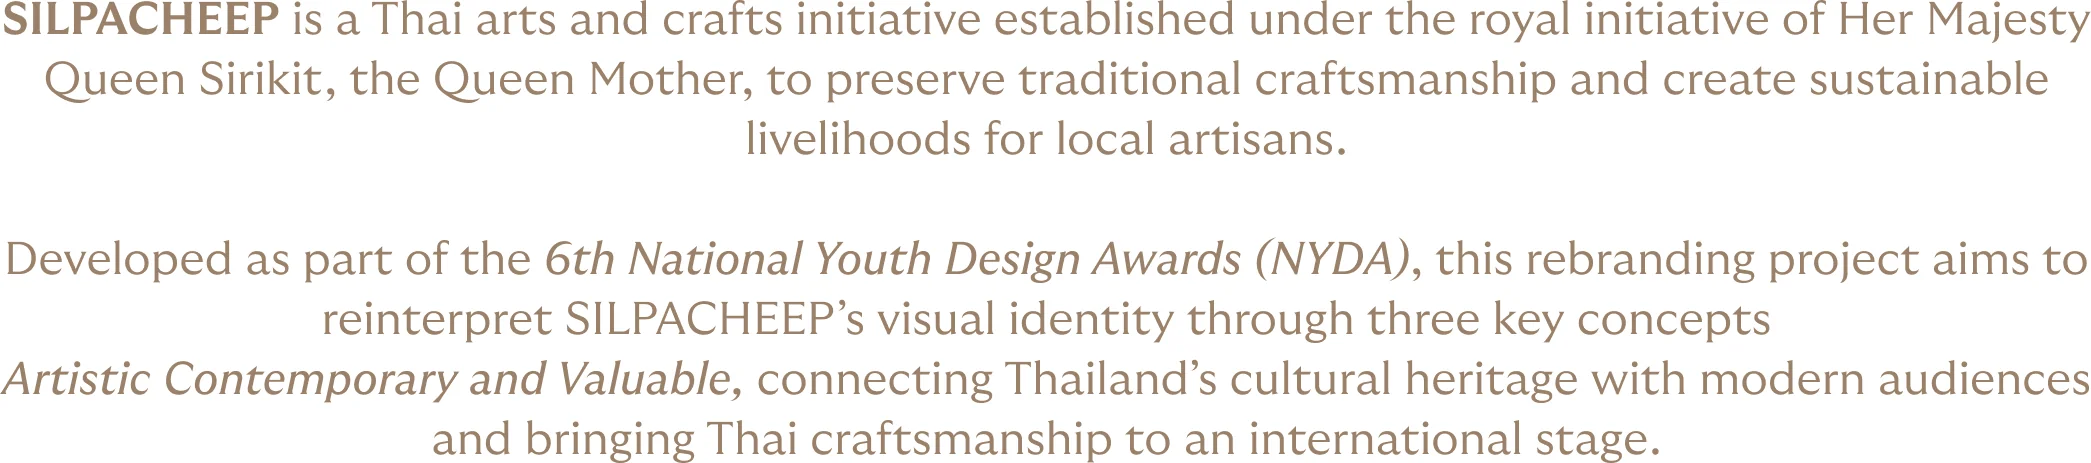 SILPACHEEP is a Thai arts and crafts initiative established under the royal initiative of Her Majesty
Queen Sirikit, the Queen Mother, to preserve traditional craftsmanship and create sustainable
livelihoods for local artisans.
Developed as part of the 6th National Youth Design Awards (NYDA), this rebranding project aims to
reinterpret SILPACHEEP’s visual identity through three key concepts
Artistic Contemporary and Valuable, connecting Thailand’s cultural heritage with modern audiences
and bringing Thai craftsmanship to an international stage.